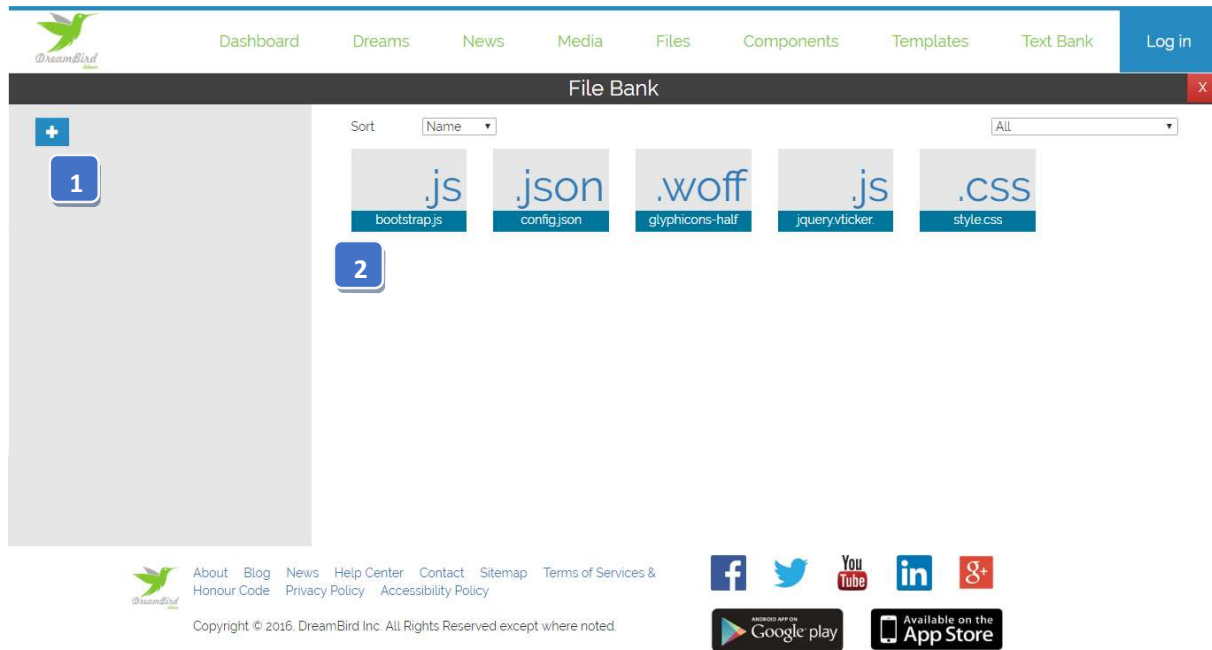 DreamBird
Admin
Dashboard Dreams News Media Files Components Templates Text Bank Log in
File Bank X
Sort Name All
1
.js .json .woff .js .css
bootstrap.js config.json glyphicons-half jquery.vticker. style.css
2
About Blog News Help Center Contact Sitemap Terms of Services &
Honour Code Privacy Policy Accessibility Policy
DreamBird
Copyright © 2016. DreamBird Inc. All Rights Reserved except where noted.
f You Tube in g+
ANDROID APP ON
Google play
Available on the
App Store